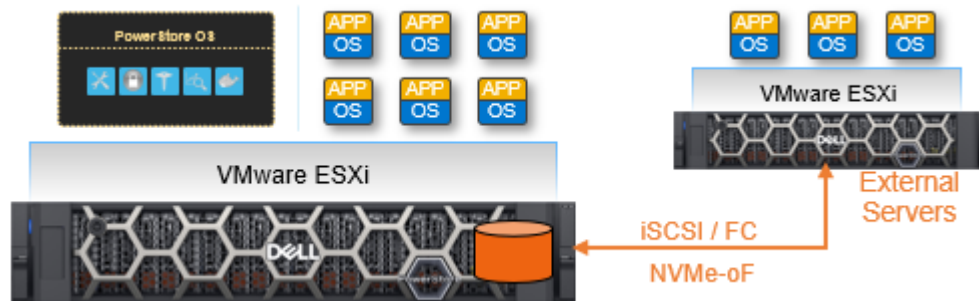 PowerStore OS
APP
OS
APP
OS
APP
OS
APP
OS
APP
OS
APP
OS
VMware ESXi
DELL
PowerStore
APP
OS
APP
OS
APP
OS
VMware ESXi
DELL
External
Servers
iSCSI / FC
NVMe-oF